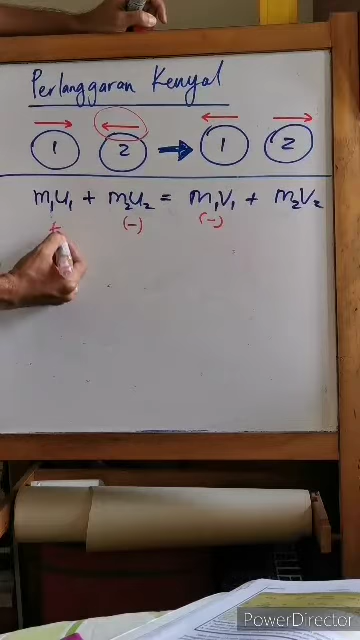 Perlanggaran Kenyal
1 2 1 2
m₁u₁ + m₂u₂ = m₁v₁ + m₂v₂
+ (-) (-)
PowerDirector